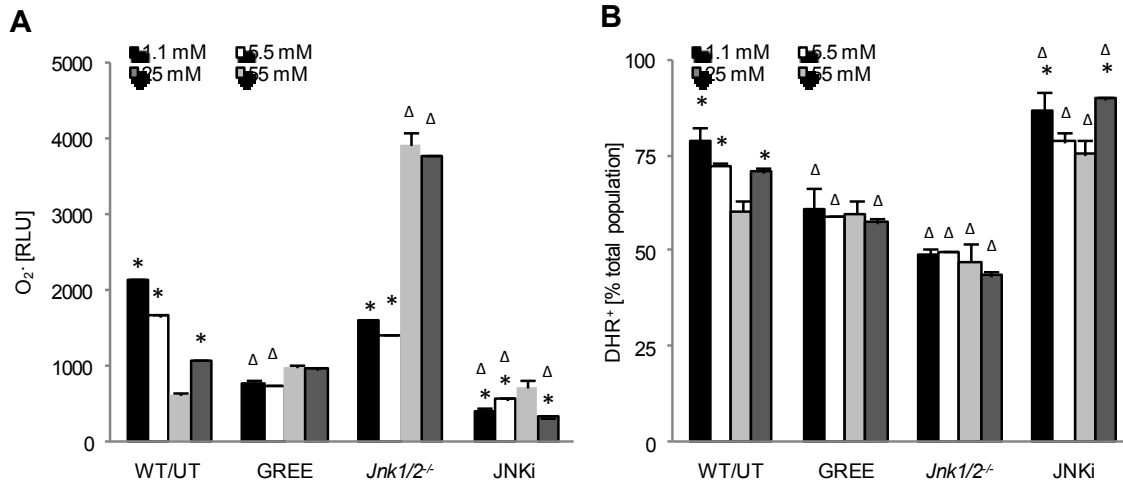 A
1.1 mM 5.5 mM
25 mM 55 mM
5000
4000
3000
2000
1000
0
O₂⁻ [RLU]
* * *
Δ Δ
* * Δ Δ
Δ Δ Δ
* * *
WT/UT GREE Jnk1/2⁻/⁻ JNKi
B
1.1 mM 5.5 mM
25 mM 55 mM
100
75
50
25
0
DHR⁺ [% total population]
* * *
Δ Δ Δ
Δ Δ Δ Δ
Δ Δ Δ Δ
* *
WT/UT GREE Jnk1/2⁻/⁻ JNKi